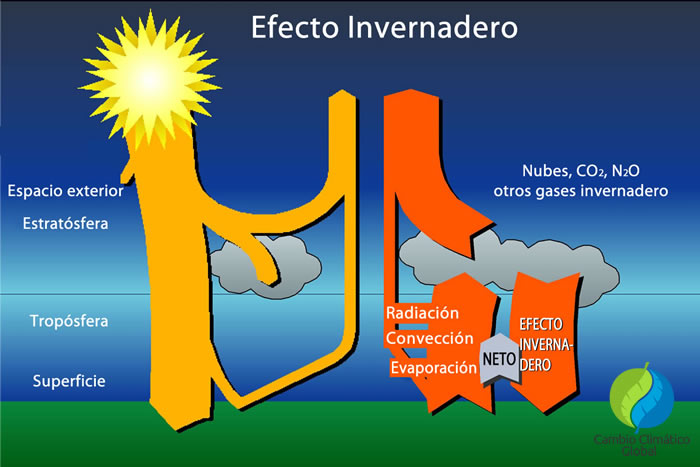 Efecto Invernadero
Nubes, CO₂, N₂O
otros gases invernadero
Espacio exterior
Estratósfera
Tropósfera
Superficie
Radiación
Convección
Evaporación
NETO
EFECTO
INVERNA-
DERO
Cambio Climático
Global